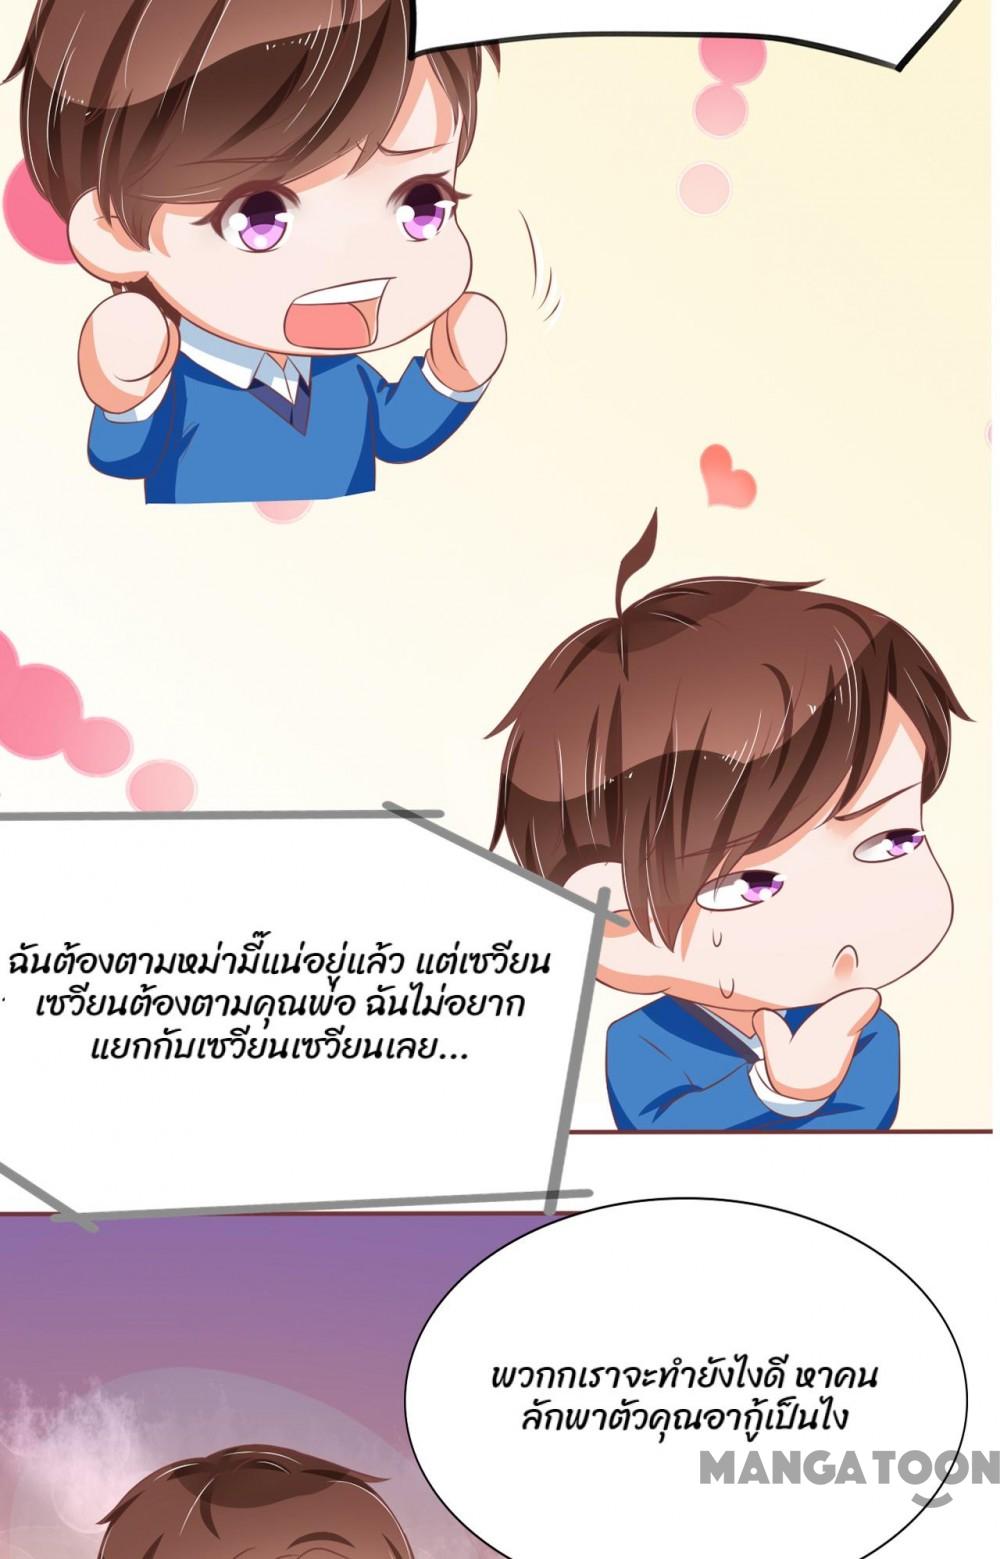 ฉันต้องตามหม่ามี๊แน่อยู่แล้ว แต่เซวียน
เซวียนต้องตามคุณพ่อ ฉันไม่อยาก
แยกกับเซวียนเซวียนเลย...
พวกกเราจะทำยังไงดี หาคน
ลักพาตัวคุณอากู้เป็นไง
MANGATOON